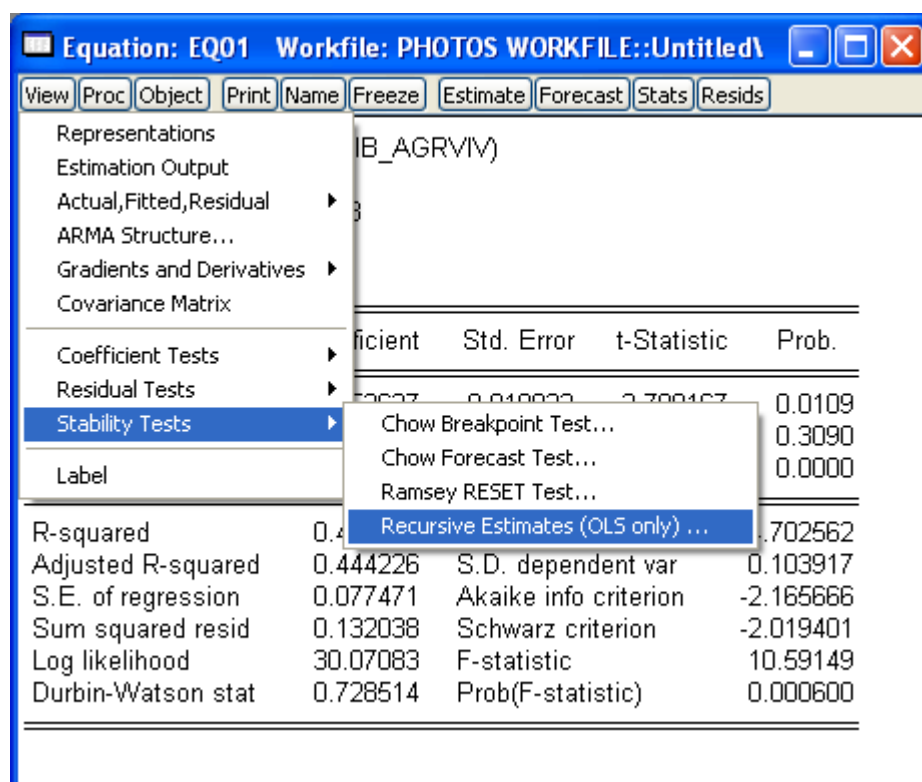 Equation: EQ01 Workfile: PHOTOS WORKFILE::Untitled\
View Proc Object Print Name Freeze Estimate Forecast Stats Resids
Representations
Estimation Output
Actual,Fitted,Residual
ARMA Structure...
Gradients and Derivatives
Covariance Matrix
Coefficient Tests
Residual Tests
Stability Tests
Label
Chow Breakpoint Test...
Chow Forecast Test...
Ramsey RESET Test...
Recursive Estimates (OLS only) ...
IB_AGRVIV)
ficient Std. Error t-Statistic Prob.
0.0109
0.3090
0.0000
R-squared 0.4 .702562
Adjusted R-squared 0.444226 S.D. dependent var 0.103917
S.E. of regression 0.077471 Akaike info criterion -2.165666
Sum squared resid 0.132038 Schwarz criterion -2.019401
Log likelihood 30.07083 F-statistic 10.59149
Durbin-Watson stat 0.728514 Prob(F-statistic) 0.000600